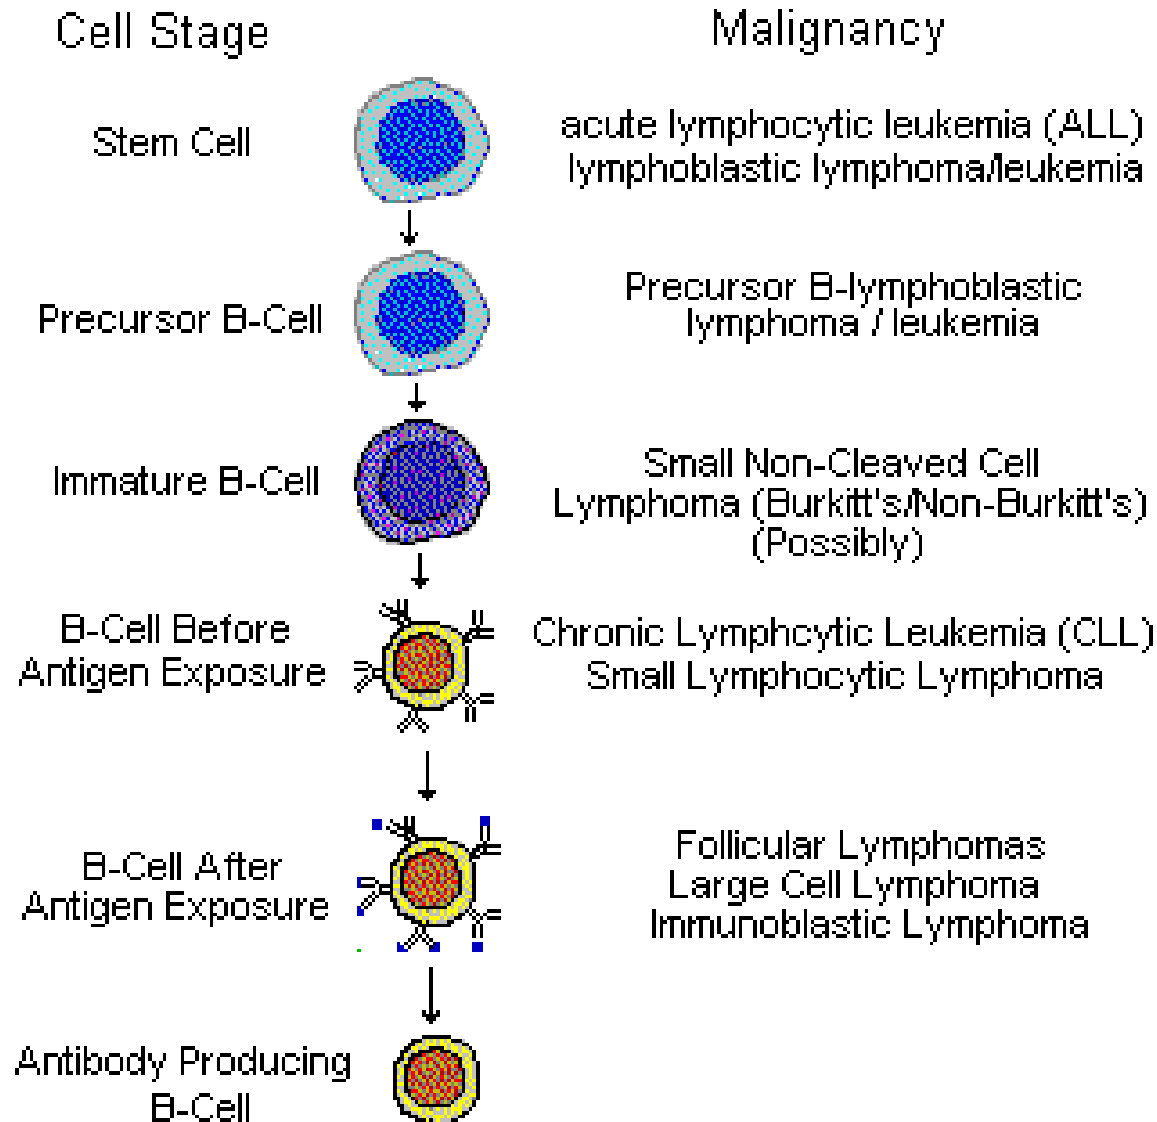 Cell Stage
Malignancy
Stem Cell
acute lymphocytic leukemia (ALL)
lymphoblastic lymphoma/leukemia
Precursor B-Cell
Precursor B-lymphoblastic
lymphoma / leukemia
Immature B-Cell
Small Non-Cleaved Cell
Lymphoma (Burkitt's/Non-Burkitt's)
(Possibly)
B-Cell Before
Antigen Exposure
Chronic Lymphcytic Leukemia (CLL)
Small Lymphocytic Lymphoma
B-Cell After
Antigen Exposure
Follicular Lymphomas
Large Cell Lymphoma
Immunoblastic Lymphoma
Antibody Producing
B-Cell